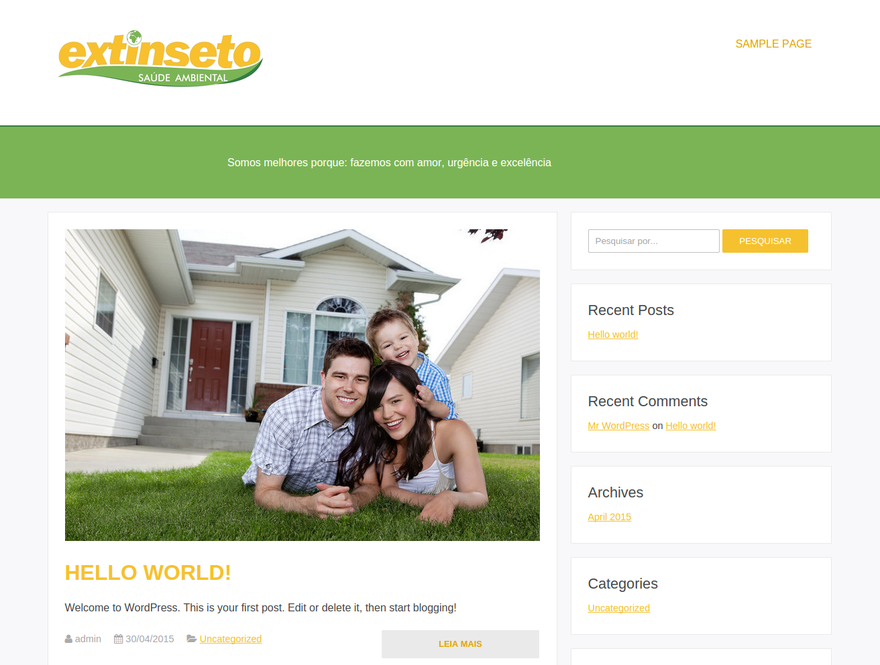 extinseto
SAÚDE AMBIENTAL
SAMPLE PAGE
Somos melhores porque: fazemos com amor, urgência e excelência
HELLO WORLD!
Welcome to WordPress. This is your first post. Edit or delete it, then start blogging!
admin 30/04/2015 Uncategorized
LEIA MAIS
Pesquisar por... PESQUISAR
Recent Posts
Hello world!
Recent Comments
Mr WordPress on Hello world!
Archives
April 2015
Categories
Uncategorized